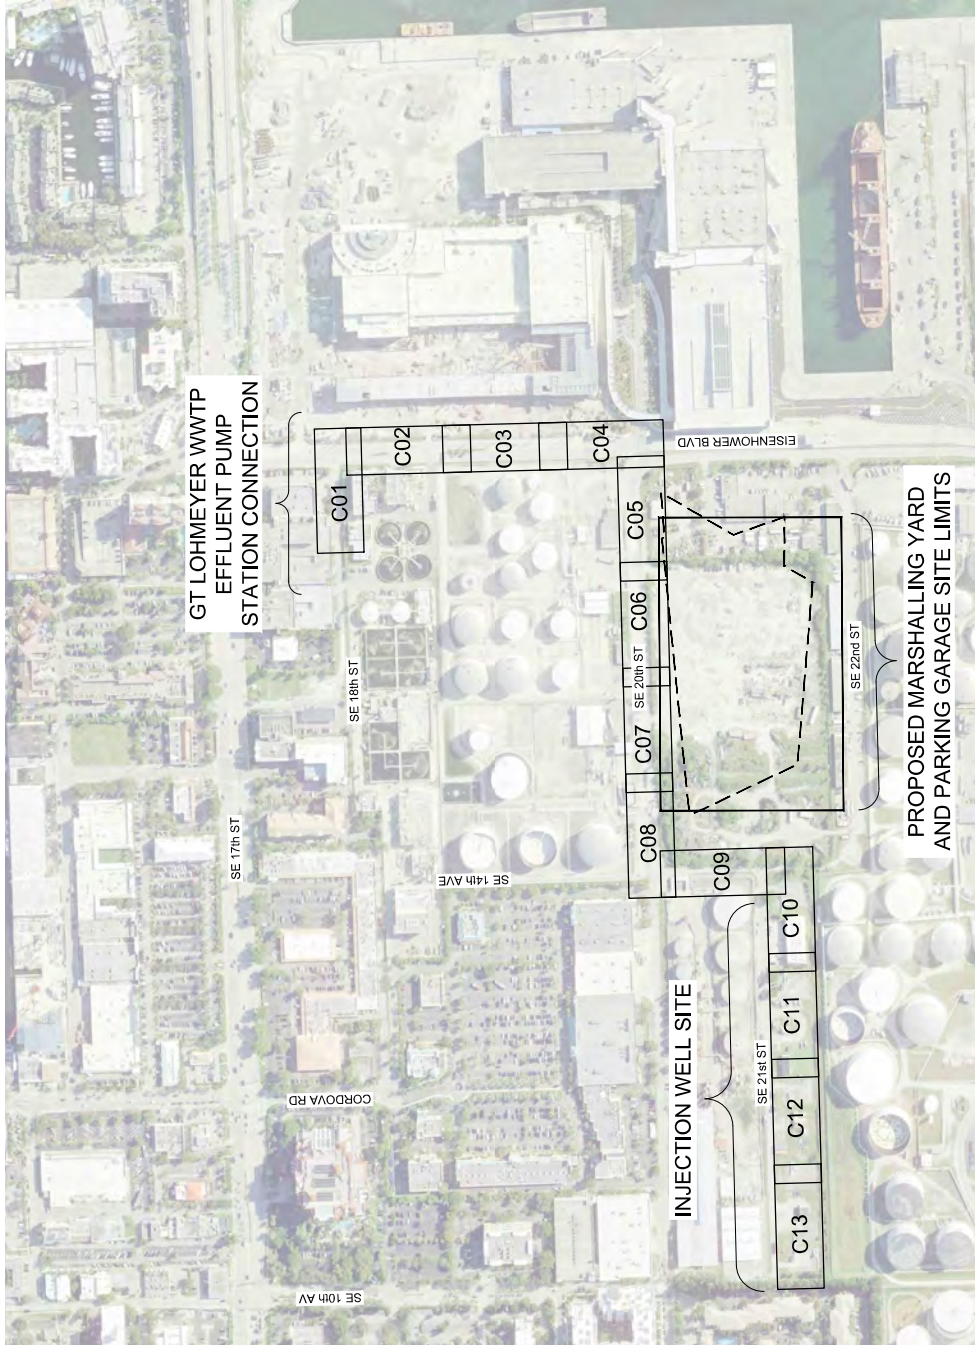 GT LOHMEYER WWTP
EFFLUENT PUMP
STATION CONNECTION
C01
C02
C03
C04
EISENHOWER BLVD
C05
C06
SE 20th ST
C07
C08
SE 18th ST
SE 17th ST
SE 14th AVE
SE 22nd ST
PROPOSED MARSHALLING YARD
AND PARKING GARAGE SITE LIMITS
C09
C10
C11
C12
C13
SE 21st ST
INJECTION WELL SITE
CORDOVA RD
SE 10th AV